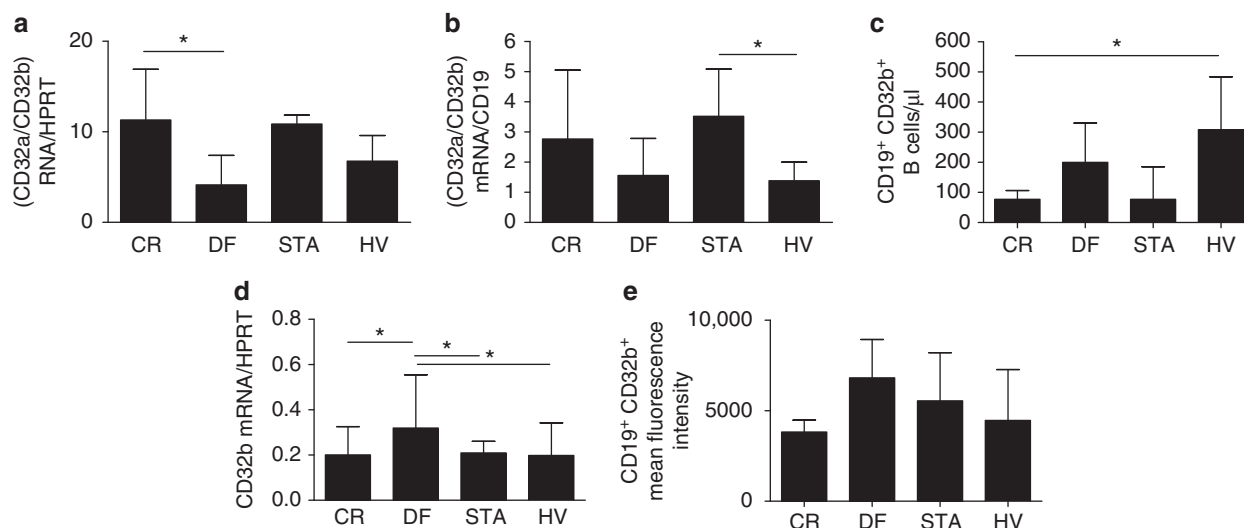 a
(CD32a/CD32b)
RNA/HPRT
20
10
0
*
CR DF STA HV
b
(CD32a/CD32b)
mRNA/CD19
6
5
4
3
2
1
0
*
CR DF STA HV
c
CD19+ CD32b+
B cells/µl
600
500
400
300
200
100
0
*
CR DF STA HV
d
CD32b mRNA/HPRT
0.8
0.6
0.4
0.2
0.0
*
*
*
CR DF STA HV
e
CD19+ CD32b+
mean fluorescence
intensity
10,000
5000
0
CR DF STA HV